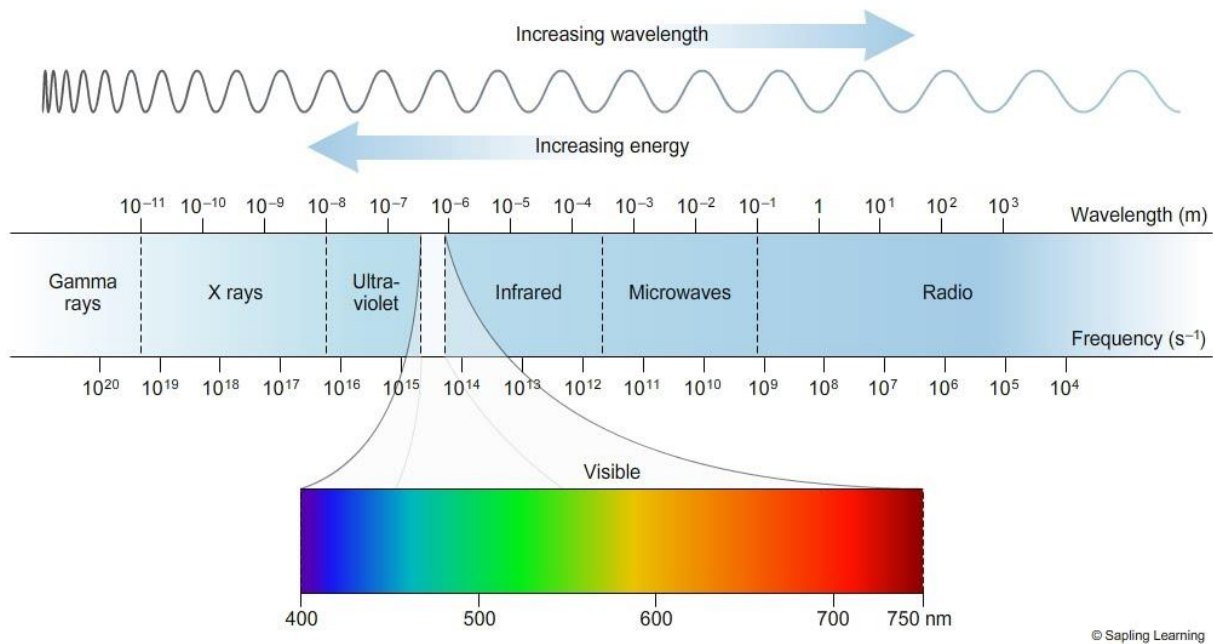 Increasing wavelength
Increasing energy
10⁻¹¹ 10⁻¹⁰ 10⁻⁹ 10⁻⁸ 10⁻⁷ 10⁻⁶ 10⁻⁵ 10⁻⁴ 10⁻³ 10⁻² 10⁻¹ 1 10¹ 10² 10³ Wavelength (m)
Gamma rays X rays Ultra-violet Infrared Microwaves Radio
Frequency (s⁻¹)
10²⁰ 10¹⁹ 10¹⁸ 10¹⁷ 10¹⁶ 10¹⁵ 10¹⁴ 10¹³ 10¹² 10¹¹ 10¹⁰ 10⁹ 10⁸ 10⁷ 10⁶ 10⁵ 10⁴
Visible
400 500 600 700 750 nm
© Sapling Learning